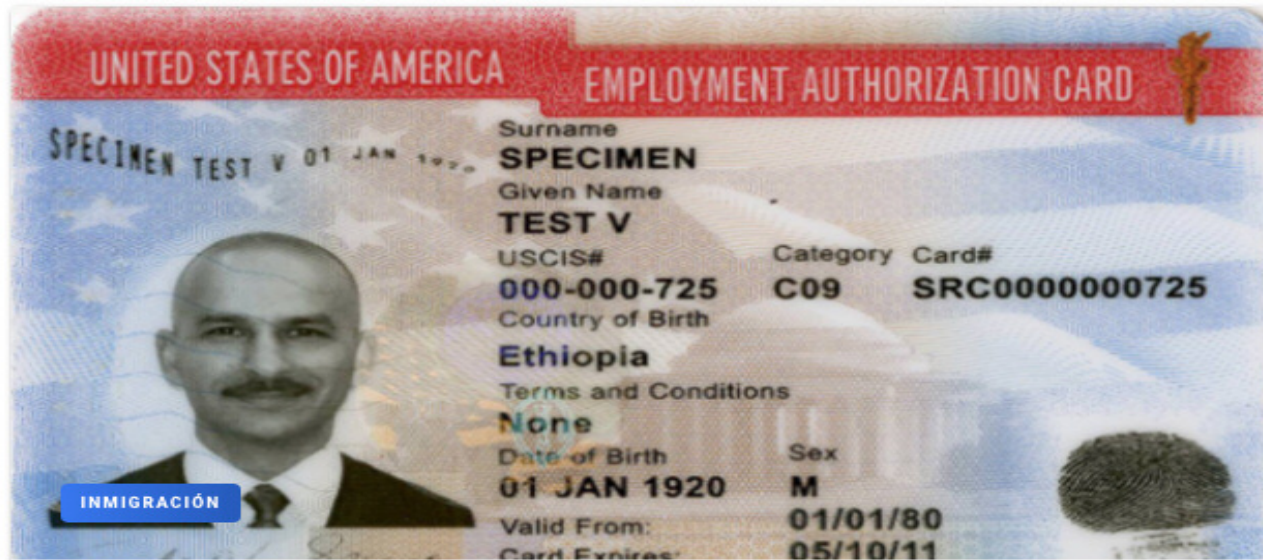 UNITED STATES OF AMERICA EMPLOYMENT AUTHORIZATION CARD
SPECIMEN TEST V 01 JAN 1920
Surname
SPECIMEN
Given Name
TEST V
USCIS# Category Card#
000-000-725 C09 SRC0000000725
Country of Birth
Ethiopia
Terms and Conditions
None
Date of Birth Sex
01 JAN 1920 M
INMIGRACIÓN
Valid From: 01/01/80
Card Expires: 05/10/11